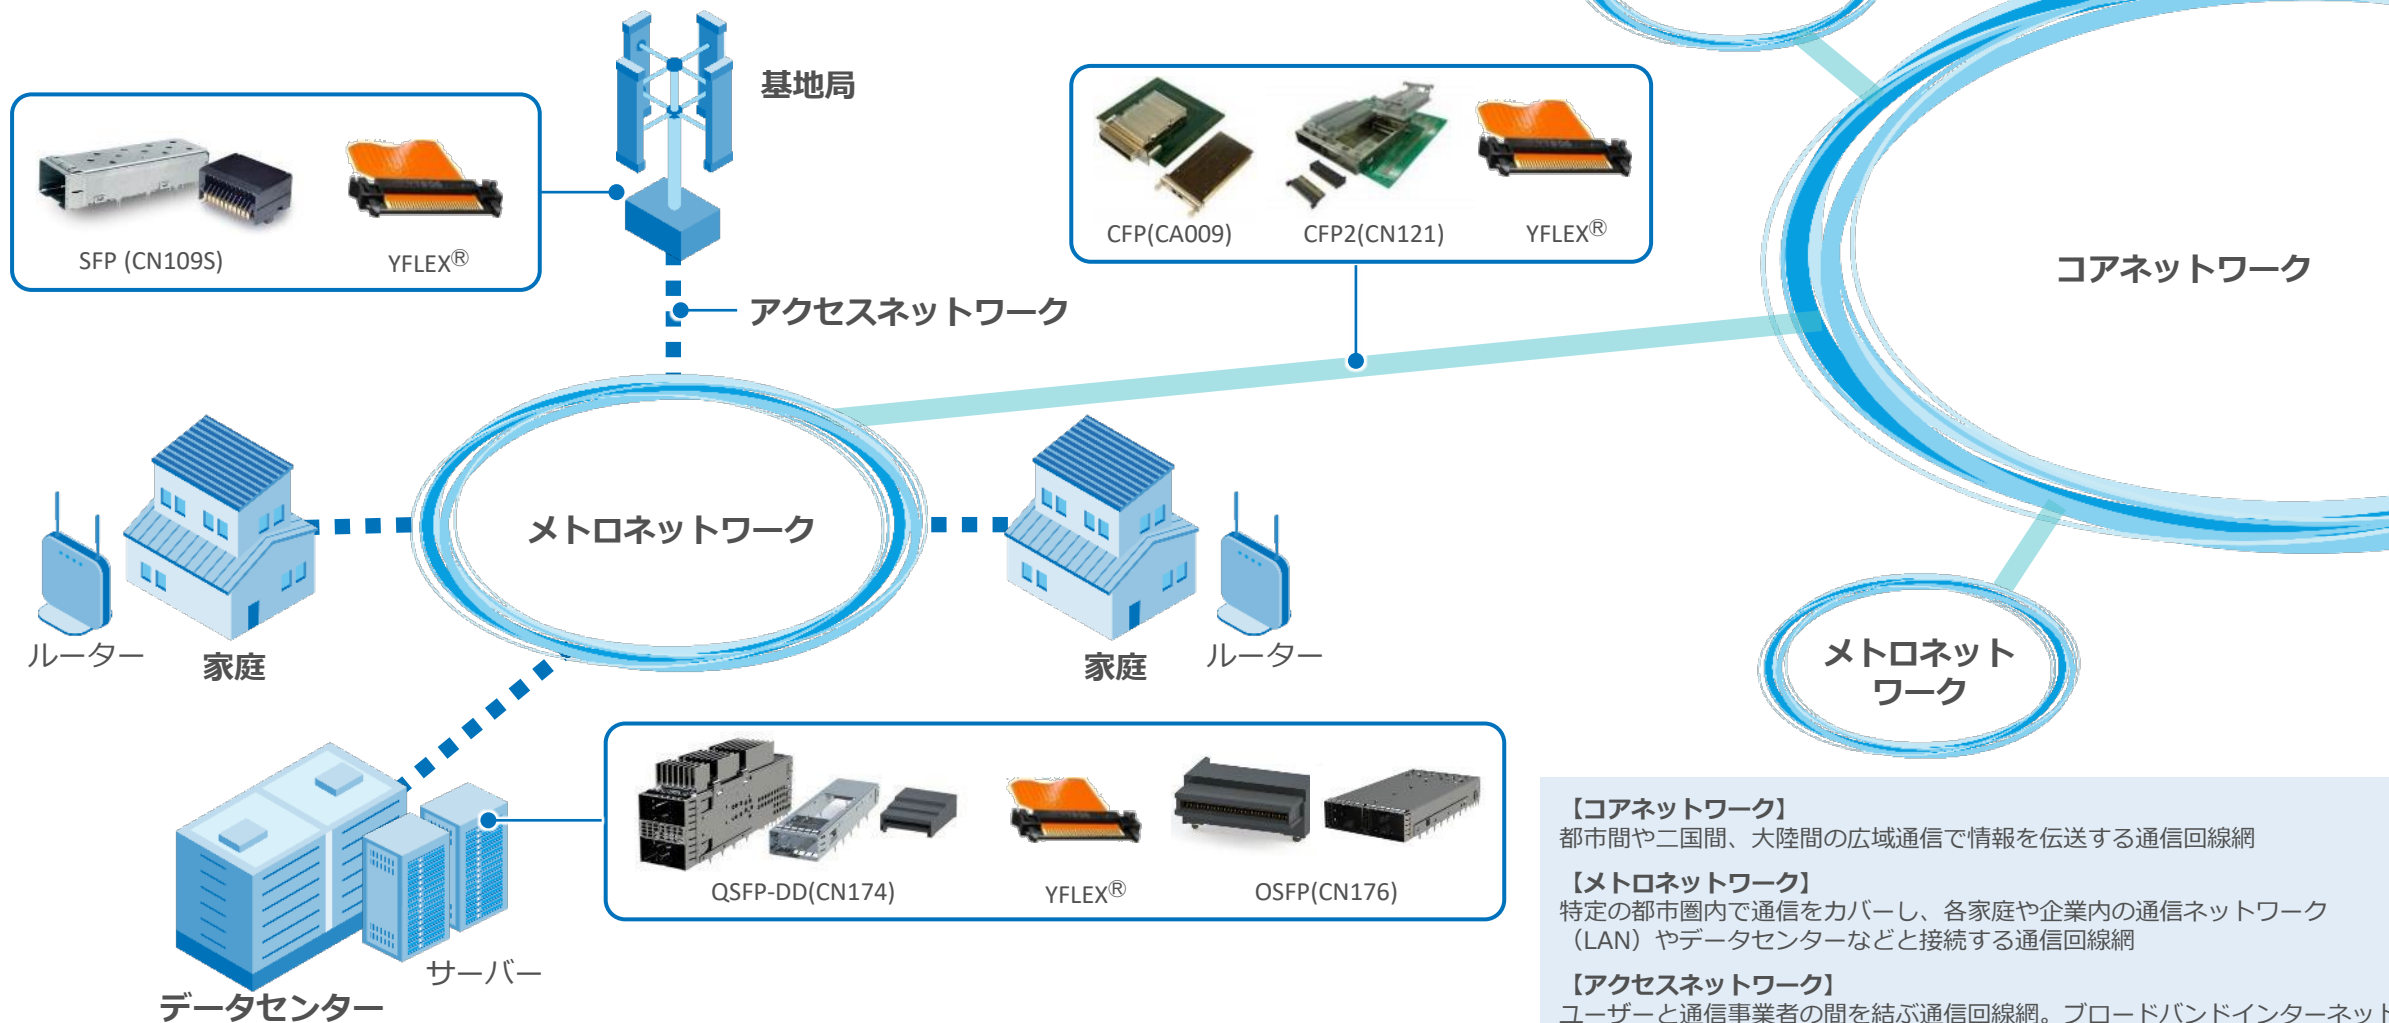 基地局
SFP (CN109S)
YFLEX®
CFP(CA009)
CFP2(CN121)
YFLEX®
コアネットワーク
アクセスネットワーク
メトロネットワーク
ルーター
家庭
家庭
ルーター
メトロネット
ワーク
QSFP-DD(CN174)
YFLEX®
OSFP(CN176)
サーバー
データセンター
【コアネットワーク】
都市間や二国間、大陸間の広域通信で情報を伝送する通信回線網
【メトロネットワーク】
特定の都市圏内で通信をカバーし、各家庭や企業内の通信ネットワーク
（LAN）やデータセンターなどと接続する通信回線網
【アクセスネットワーク】
ユーザーと通信事業者の間を結ぶ通信回線網。ブロードバンドインターネット